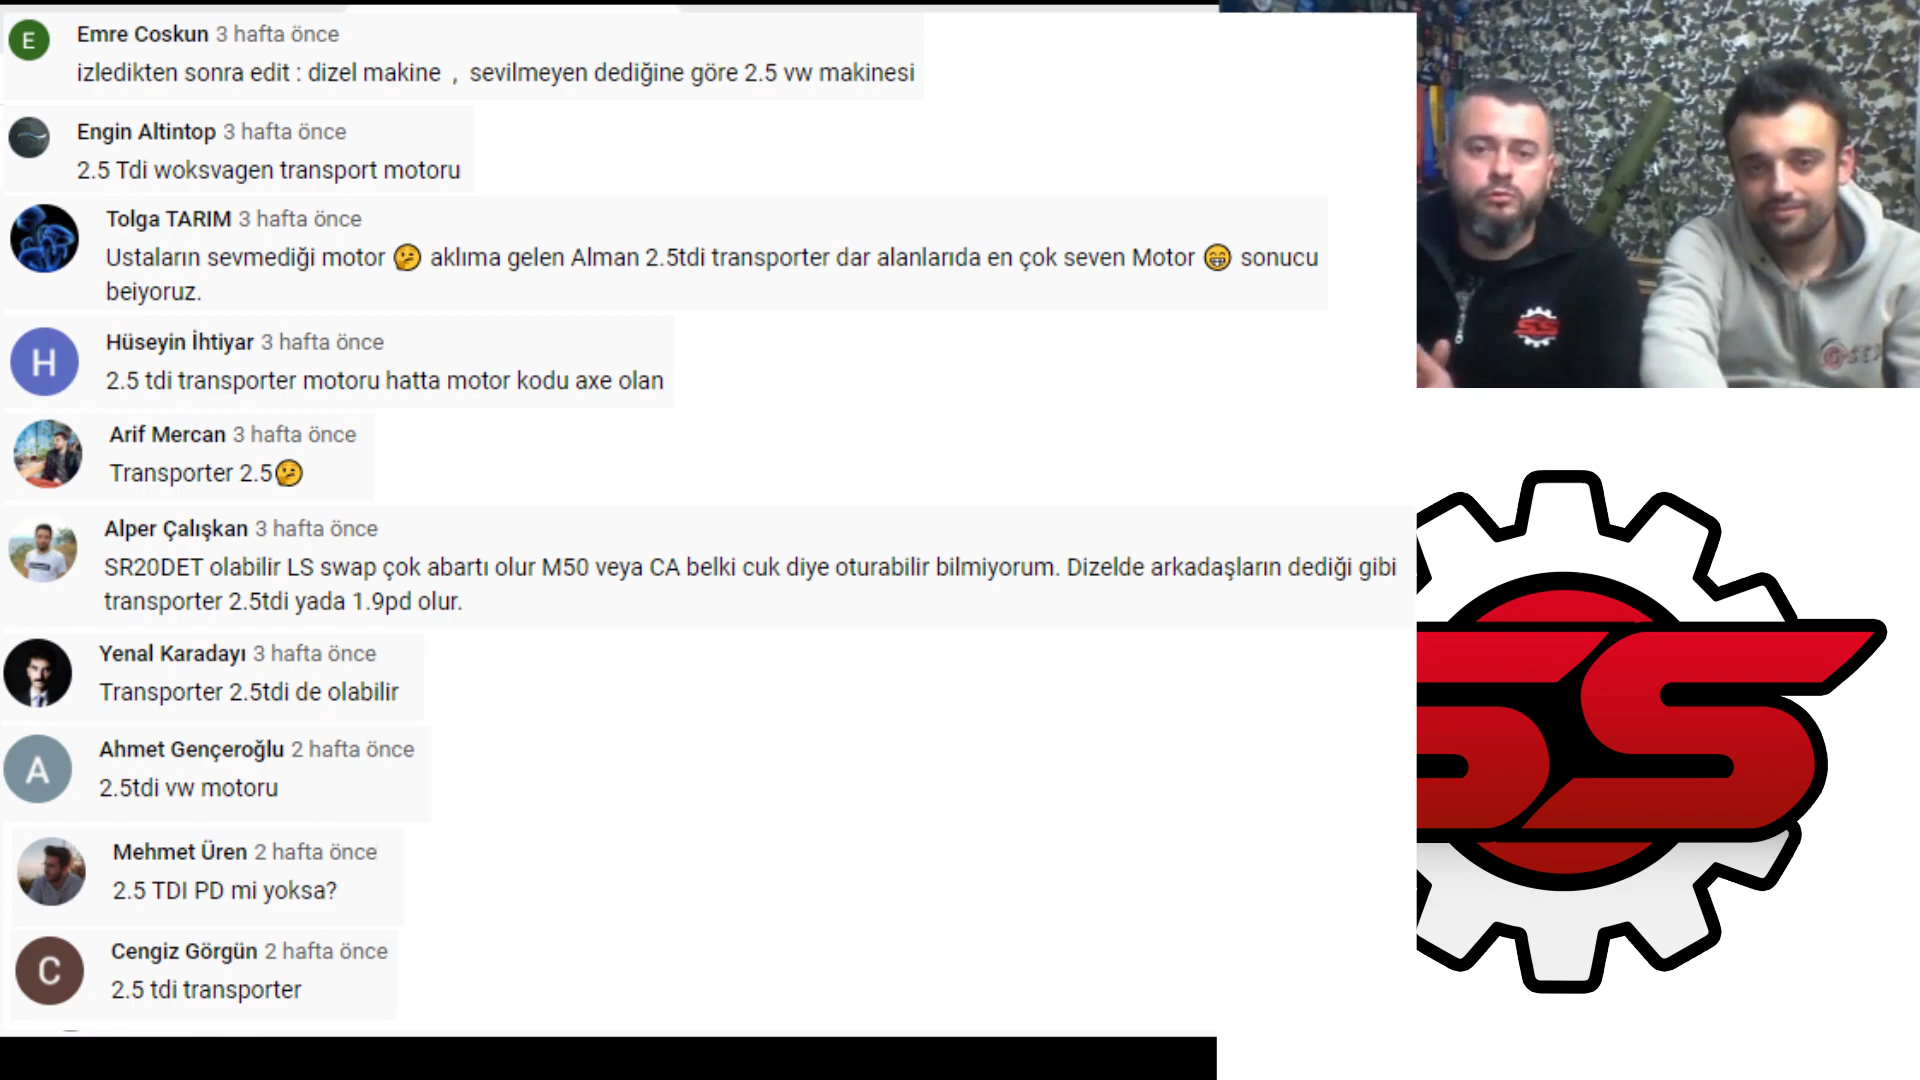 E
Emre Coskun 3 hafta önce
izledikten sonra edit : dizel makine , sevilmeyen dediğine göre 2.5 vw makinesi
Engin Altintop 3 hafta önce
2.5 Tdi woksvagen transport motoru
Tolga TARIM 3 hafta önce
Ustaların sevmediği motor 🤔 aklıma gelen Alman 2.5tdi transporter dar alanlarıda en çok seven Motor 😁 sonucu
beiyoruz.
H
Hüseyin İhtiyar 3 hafta önce
2.5 tdi transporter motoru hatta motor kodu axe olan
Arif Mercan 3 hafta önce
Transporter 2.5🤔
Alper Çalışkan 3 hafta önce
SR20DET olabilir LS swap çok abartı olur M50 veya CA belki cuk diye oturabilir bilmiyorum. Dizelde arkadaşların dediği gibi
transporter 2.5tdi yada 1.9pd olur.
Yenal Karadayı 3 hafta önce
Transporter 2.5tdi de olabilir
A
Ahmet Gençeroğlu 2 hafta önce
2.5tdi vw motoru
Mehmet Üren 2 hafta önce
2.5 TDI PD mi yoksa?
C
Cengiz Görgün 2 hafta önce
2.5 tdi transporter
SS
SS